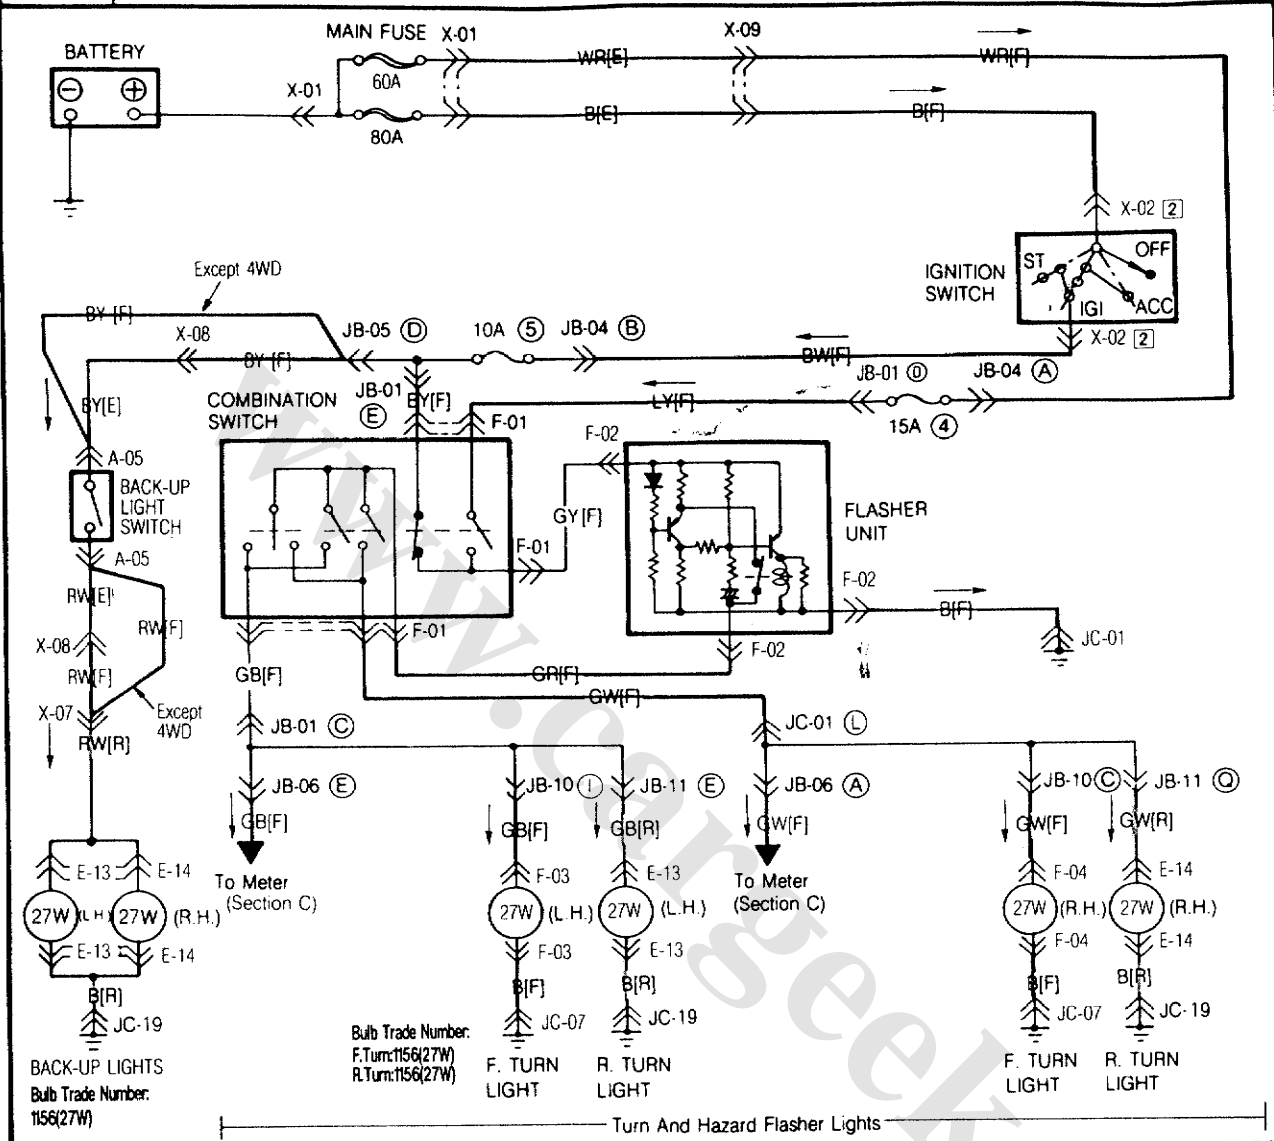 MAIN FUSE X-01 X-09
BATTERY
WR[E] WR[F]
60A
X-01
B[E] B[F]
80A
X-02 2
ST OFF
IGNITION
SWITCH
IGI ACC
X-02 2
Except 4WD
BY [F]
X-08 JB-05 D 10A 5 JB-04 B
BY [F] BW[F]
JB-01 D JB-04 A
COMBINATION
SWITCH
JB-01
E
BY[F] LY[F]
BY[E]
F-01 15A 4
A-05 F-02
BACK-UP
LIGHT
SWITCH
GY[F]
FLASHER
UNIT
A-05 F-01
F-02
RW[E] B[F]
RW[F]
F-01 JC-01
X-08 F-02
RW[F] GB[F] GR[F]
GW[F]
X-07 Except
4WD
JB-01 C JC-01 L
RW[R]
JB-06 E JB-10 I JB-11 E JB-06 A JB-10 C JB-11 Q
GB[F] GB[F] GB[R] GW[F] GW[F] GW[R]
E-13 E-14 To Meter
(Section C)
F-03 E-13 To Meter
(Section C)
F-04 E-14
27W (L.H.) 27W (R.H.) 27W (L.H.) 27W (L.H.) 27W (R.H.) 27W (R.H.)
E-13 E-14 F-03 E-13 F-04 E-14
B[R] B[F] B[R] B[F] B[R]
JC-19 JC-07 JC-19 JC-07 JC-19
BACK-UP LIGHTS
Bulb Trade Number:
1156(27W)
Bulb Trade Number:
F.Turn:1156(27W)
R.Turn:1156(27W)
F. TURN
LIGHT
R. TURN
LIGHT
F. TURN
LIGHT
R. TURN
LIGHT
Turn And Hazard Flasher Lights
www.cargeek